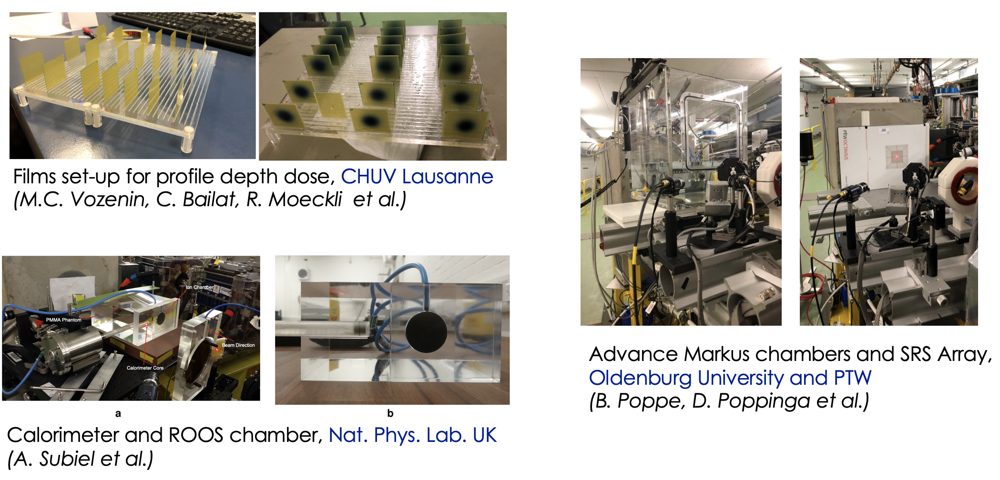 Films set-up for profile depth dose, CHUV Lausanne
(M.C. Vozenin, C. Bailat, R. Moeckli et al.)
Ion Chamber
PMMA Phantom
Beam Direction
Calorimeter Core
a
b
Calorimeter and ROOS chamber, Nat. Phys. Lab. UK
(A. Subiel et al.)
ptw OCTAVIUS
Advance Markus chambers and SRS Array,
Oldenburg University and PTW
(B. Poppe, D. Poppinga et al.)